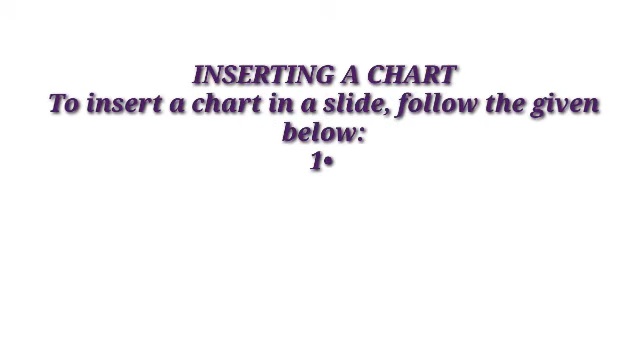 INSERTING A CHART
To insert a chart in a slide, follow the given
below:
1•